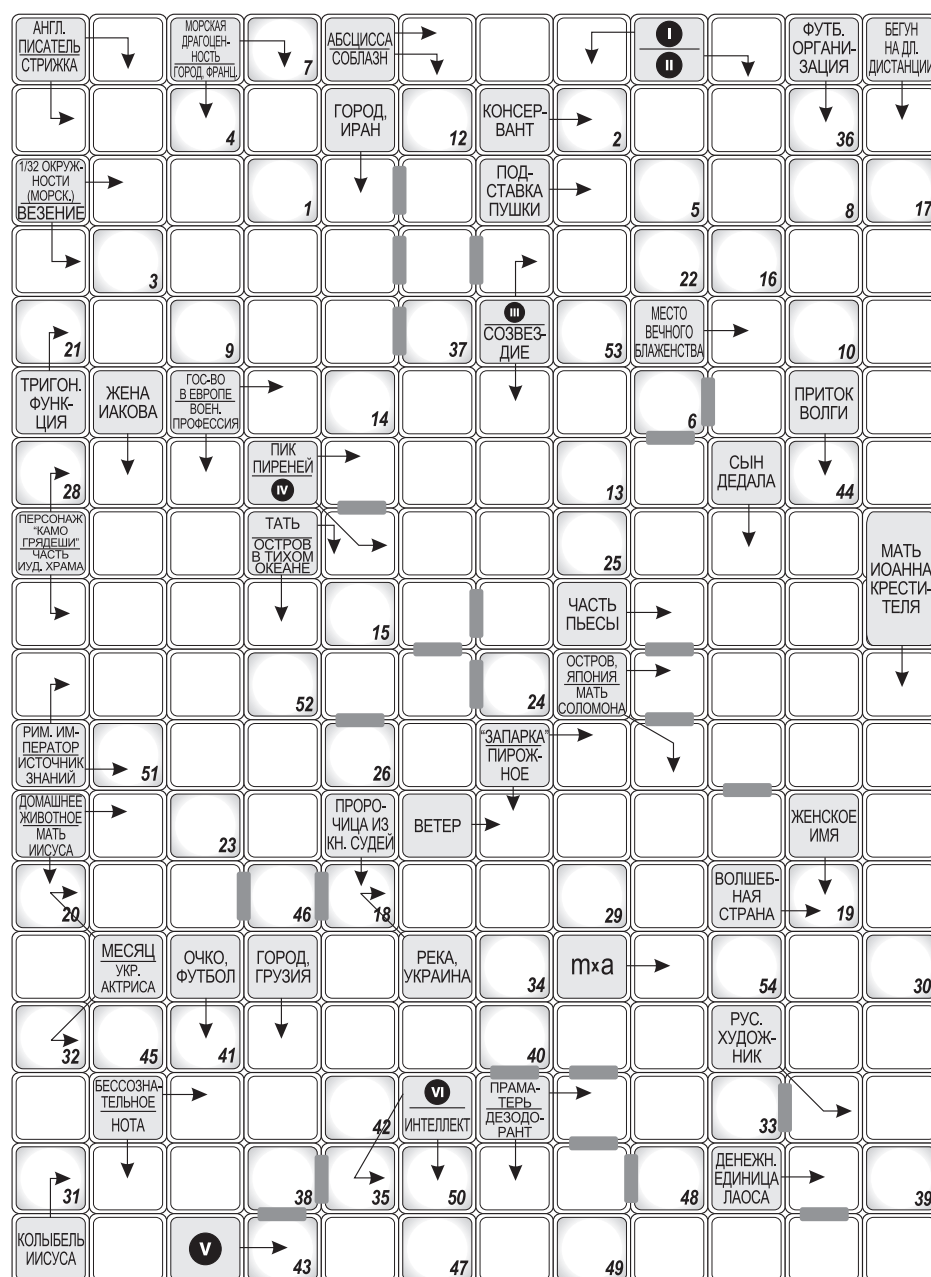 АНГЛ.
ПИСАТЕЛЬ
СТРИЖКА
МОРСКАЯ
ДРАГОЦЕН-
НОСТЬ
ГОРОД, ФРАНЦ.
7
АБСЦИССА
СОБЛАЗН
I
II
ФУТБ.
ОРГАНИ-
ЗАЦИЯ
БЕГУН
НА ДЛ.
ДИСТАНЦИИ
4
ГОРОД,
ИРАН
12
КОНСЕР-
ВАНТ
2
36
1/32 ОКРУЖ-
НОСТИ
(МОРСК.)
ВЕЗЕНИЕ
1
ПОД-
СТАВКА
ПУШКИ
5
8
17
3
22
16
21
9
37
III
СОЗВЕЗ-
ДИЕ
53
МЕСТО
ВЕЧНОГО
БЛАЖЕНСТВА
10
ТРИГОН.
ФУНК-
ЦИЯ
ЖЕНА
ИАКОВА
ГОС-ВО
В ЕВРОПЕ
ВОЕН.
ПРОФЕССИЯ
14
6
ПРИТОК
ВОЛГИ
28
ПИК
ПИРЕНЕЙ
IV
13
СЫН
ДЕДАЛА
44
ПЕРСОНАЖ
"КАМО
ГРЯДЕШИ"
ЧАСТЬ
ИУД. ХРАМА
ТАТЬ
ОСТРОВ
В ТИХОМ
ОКЕАНЕ
25
МАТЬ
ИОАННА
КРЕСТИ-
ТЕЛЯ
15
ЧАСТЬ
ПЬЕСЫ
52
24
ОСТРОВ,
ЯПОНИЯ
МАТЬ
СОЛОМОНА
РИМ. ИМ-
ПЕРАТОР
ИСТОЧНИК
ЗНАНИЙ
51
26
"ЗАПАРКА"
ПИРОЖ-
НОЕ
ДОМАШНЕЕ
ЖИВОТНОЕ
МАТЬ
ИИСУСА
23
ПРОРО-
ЧИЦА ИЗ
КН. СУДЕЙ
ВЕТЕР
ЖЕНСКОЕ
ИМЯ
20
46
18
29
ВОЛШЕБ-
НАЯ
СТРАНА
19
МЕСЯЦ
УКР.
АКТРИСА
ОЧКО,
ФУТБОЛ
ГОРОД,
ГРУЗИЯ
РЕКА,
УКРАИНА
34
m×a
54
30
32
45
41
40
РУС.
ХУДОЖ-
НИК
БЕССОЗНА-
ТЕЛЬНОЕ
НОТА
42
VI
ИНТЕЛЛЕКТ
ПРАМА-
ТЕРЬ
ДЕЗОДО-
РАНТ
33
31
38
35
50
48
ДЕНЕЖН.
ЕДИНИЦА
ЛАОСА
39
КОЛЫБЕЛЬ
ИИСУСА
V
43
47
49